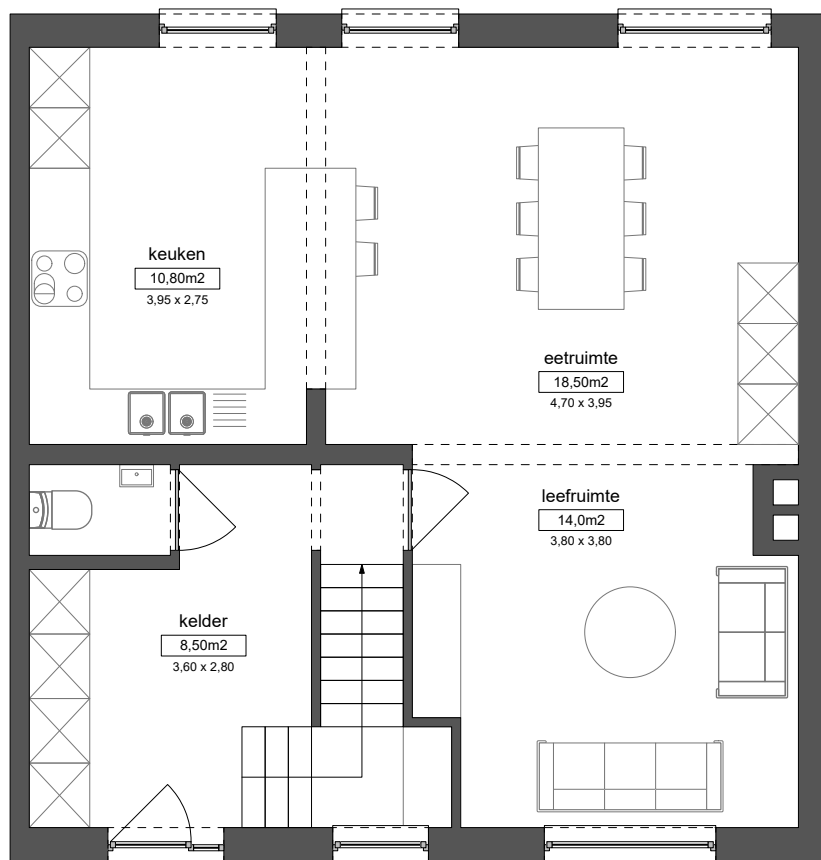 keuken
10,80m2
3,95 x 2,75
eetruimte
18,50m2
4,70 x 3,95
leefruimte
14,0m2
3,80 x 3,80
kelder
8,50m2
3,60 x 2,80